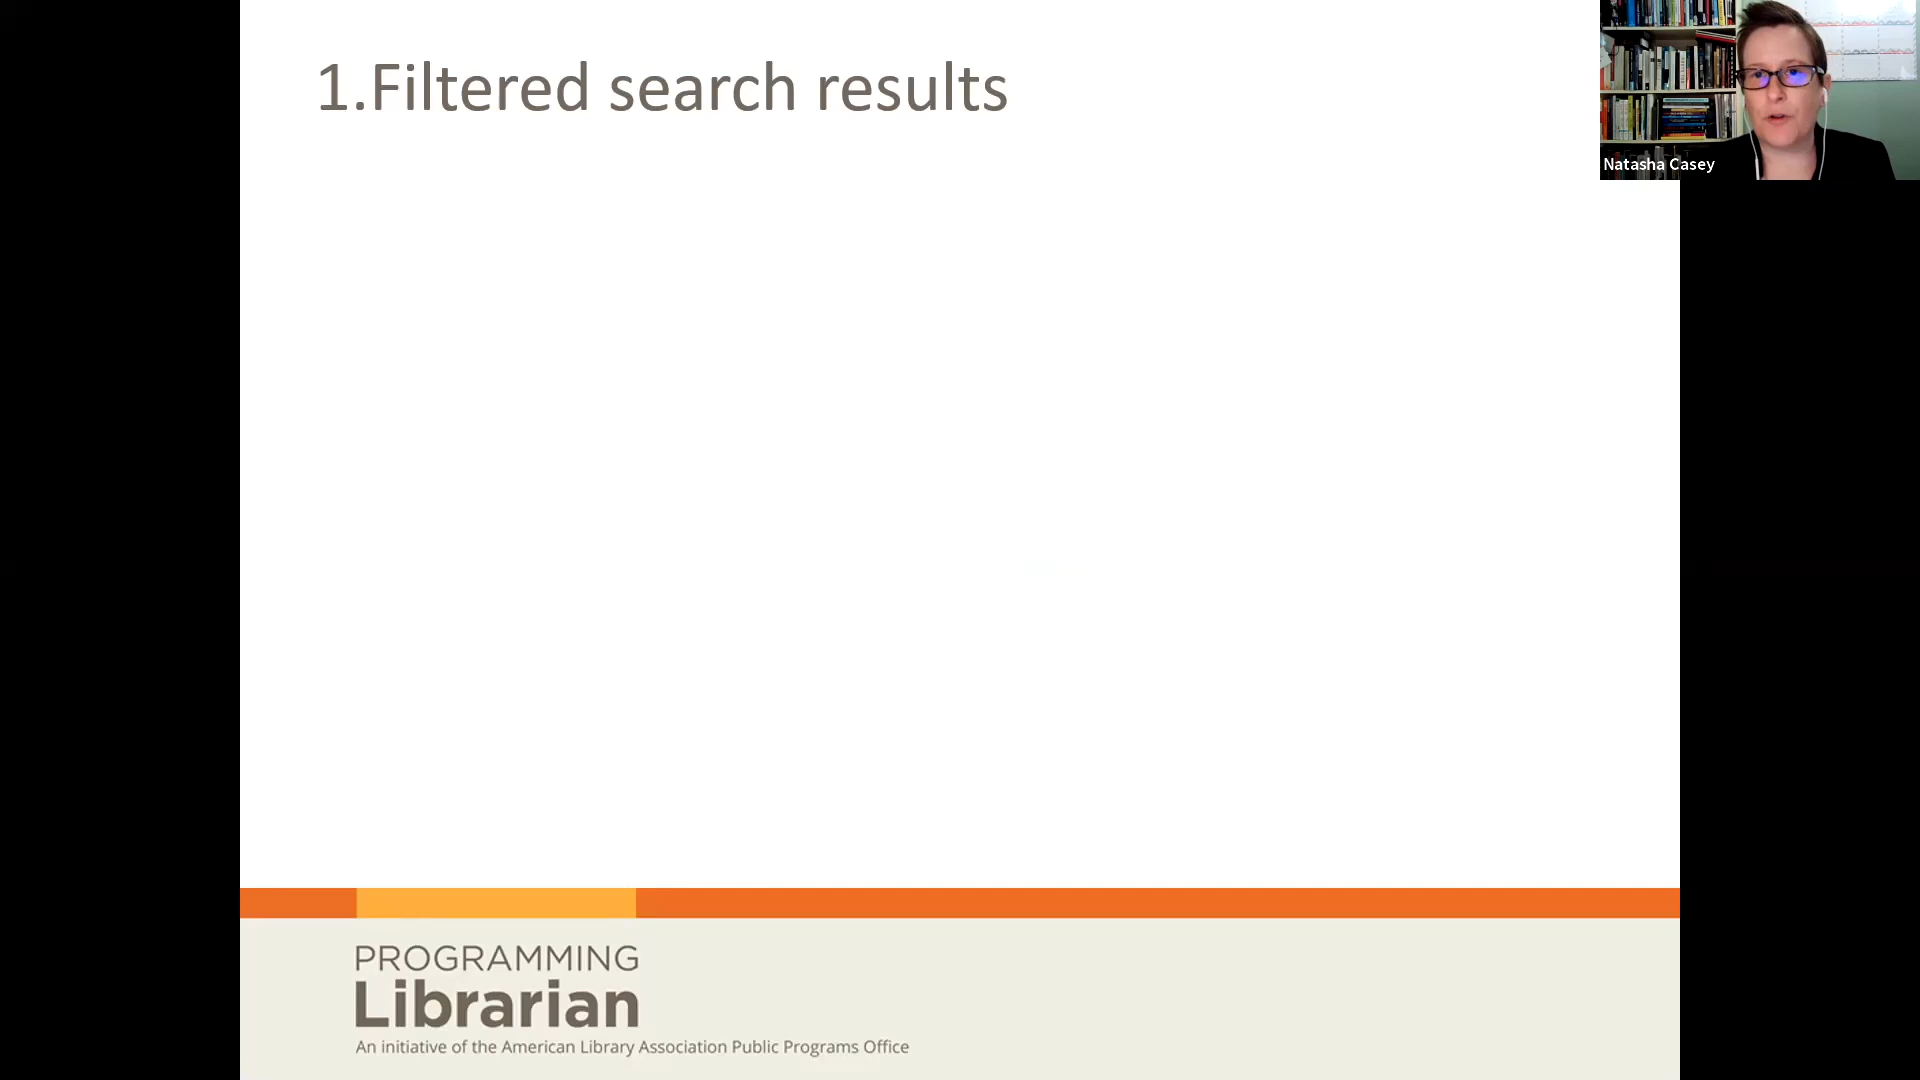 1.Filtered search results
Natasha Casey
PROGRAMMING
Librarian
An initiative of the American Library Association Public Programs Office